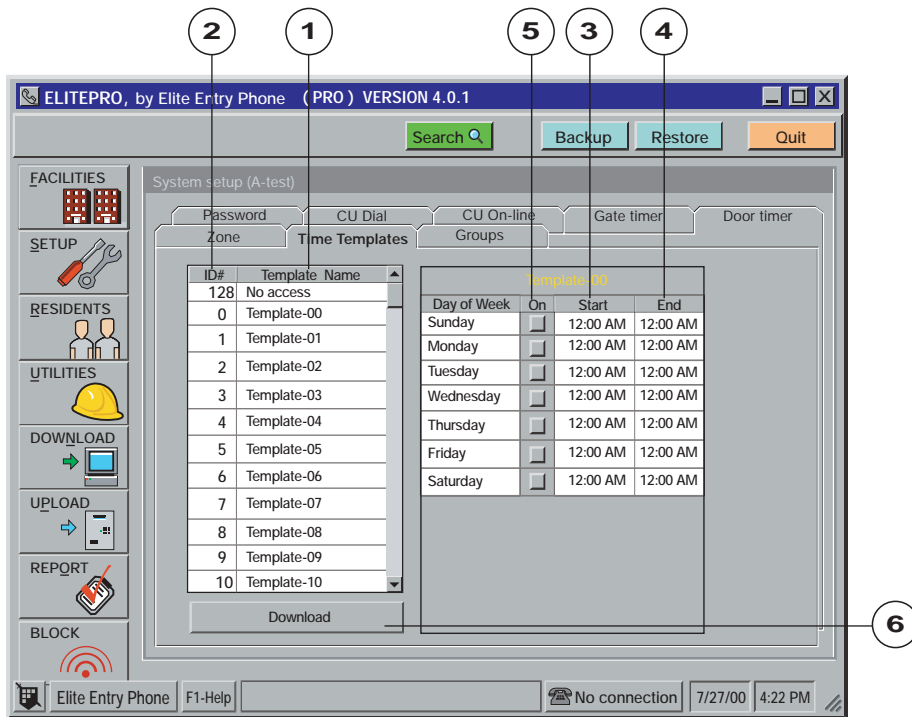 2 1 5 3 4
ELITEPRO, by Elite Entry Phone (PRO) VERSION 4.0.1
Search Backup Restore Quit
FACILITIES
SETUP
RESIDENTS
UTILITIES
DOWNLOAD
UPLOAD
REPORT
BLOCK
System setup (A-test)
Password CU Dial CU On-line Gate timer Door timer
Zone Time Templates Groups
ID# Template Name
128 No access
0 Template-00
1 Template-01
2 Template-02
3 Template-03
4 Template-04
5 Template-05
6 Template-06
7 Template-07
8 Template-08
9 Template-09
10 Template-10
Download
Template-00
Day of Week On Start End
Sunday 12:00 AM 12:00 AM
Monday 12:00 AM 12:00 AM
Tuesday 12:00 AM 12:00 AM
Wednesday 12:00 AM 12:00 AM
Thursday 12:00 AM 12:00 AM
Friday 12:00 AM 12:00 AM
Saturday 12:00 AM 12:00 AM
6
Elite Entry Phone F1-Help No connection 7/27/00 4:22 PM